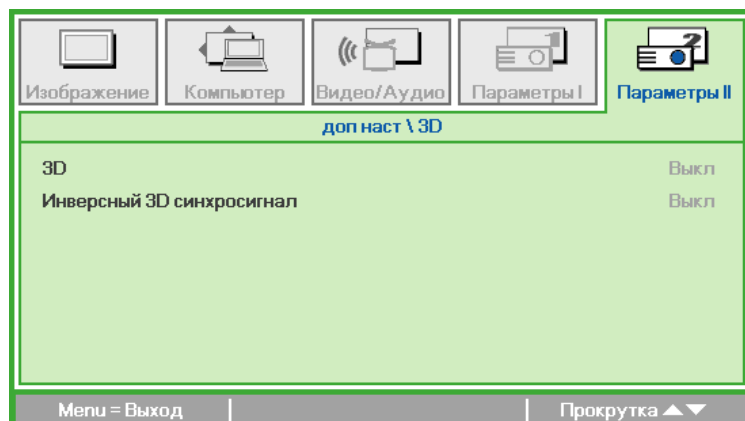 Изображение Компьютер Видео/Аудио Параметры I Параметры II
доп наст \ 3D
3D Выкл
Инверсный 3D синхросигнал Выкл
Menu = Выход Прокрутка ▲▼